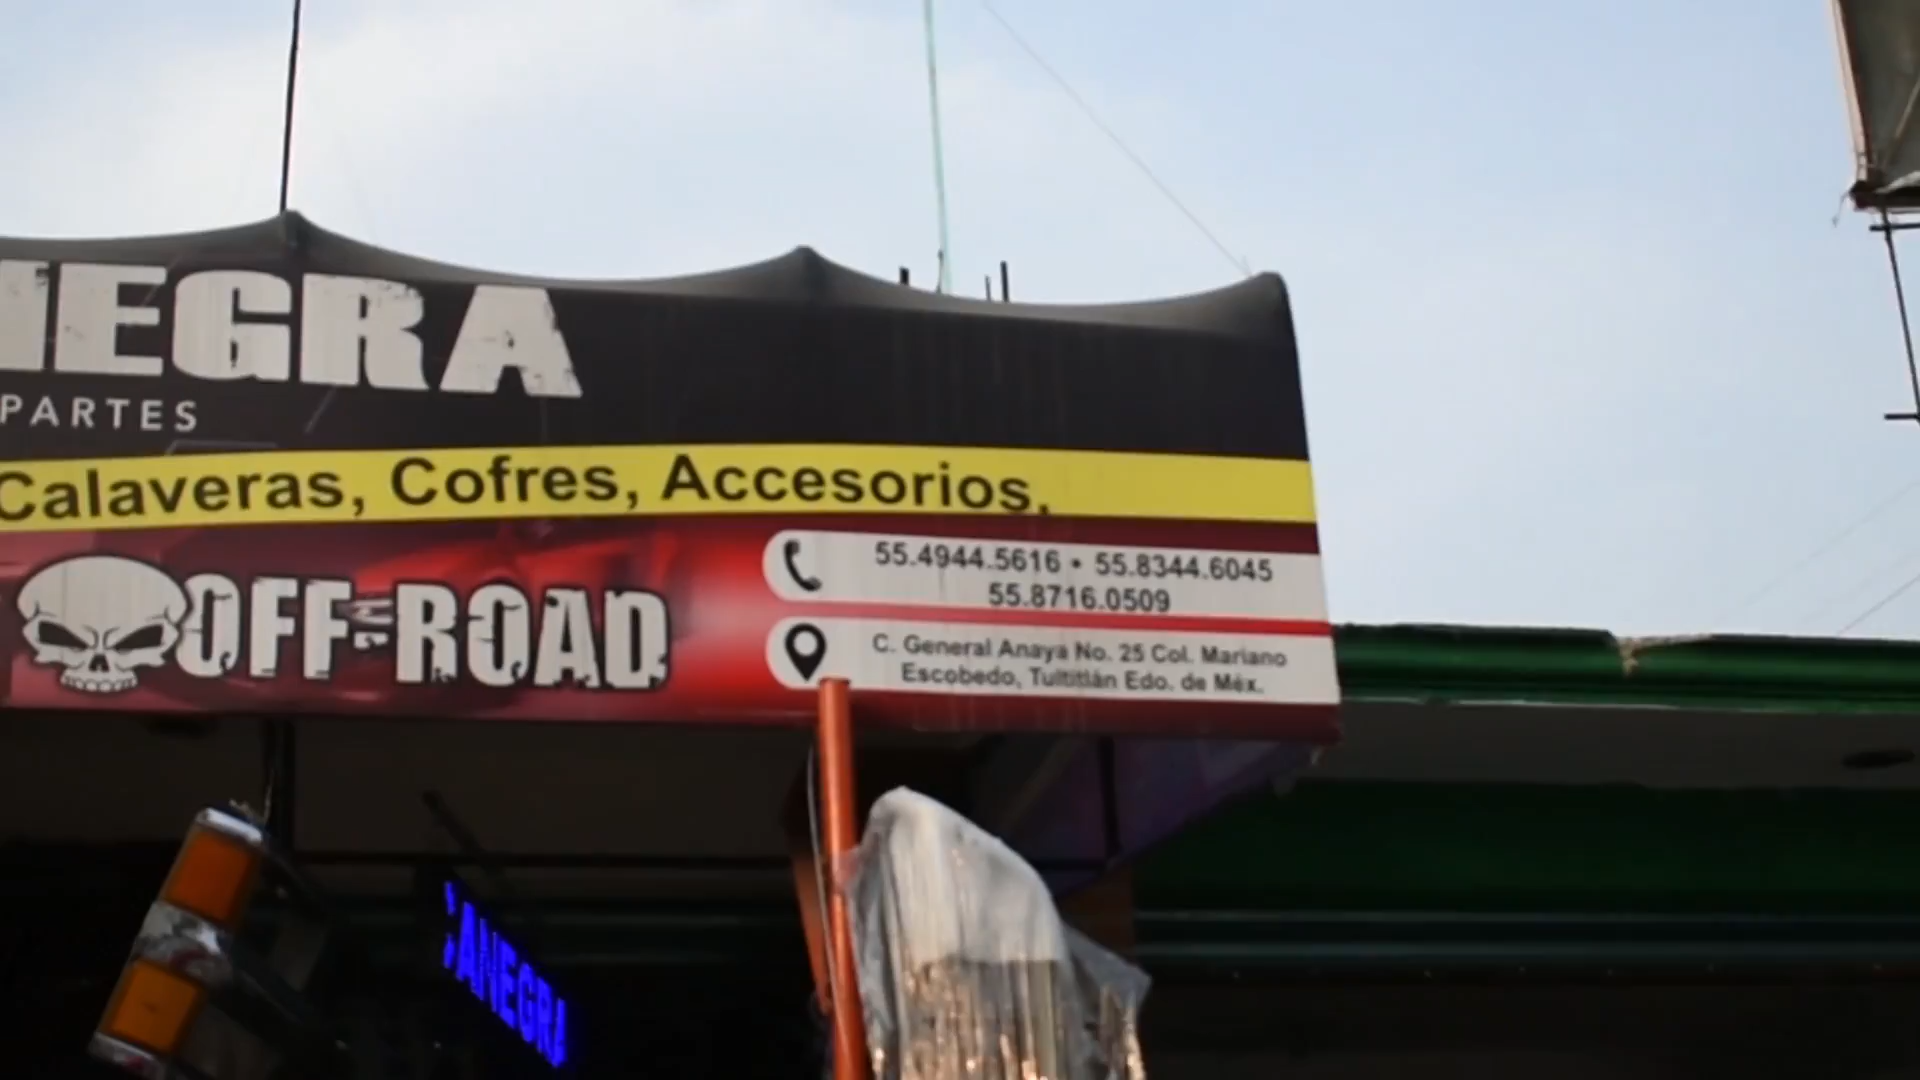 NEGRA
PARTES
Calaveras, Cofres, Accesorios,
OFF-ROAD
55.4944.5616 • 55.8344.6045
55.8716.0509
C. General Anaya No. 25 Col. Mariano
Escobedo, Tultitlán Edo. de Méx.
ANEGRA